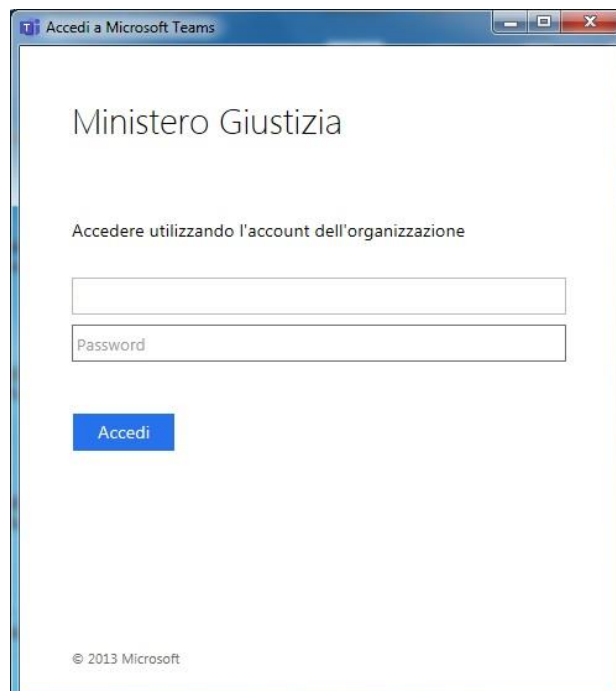 Accedi a Microsoft Teams
Ministero Giustizia
Accedere utilizzando l'account dell'organizzazione
Password
Accedi
© 2013 Microsoft